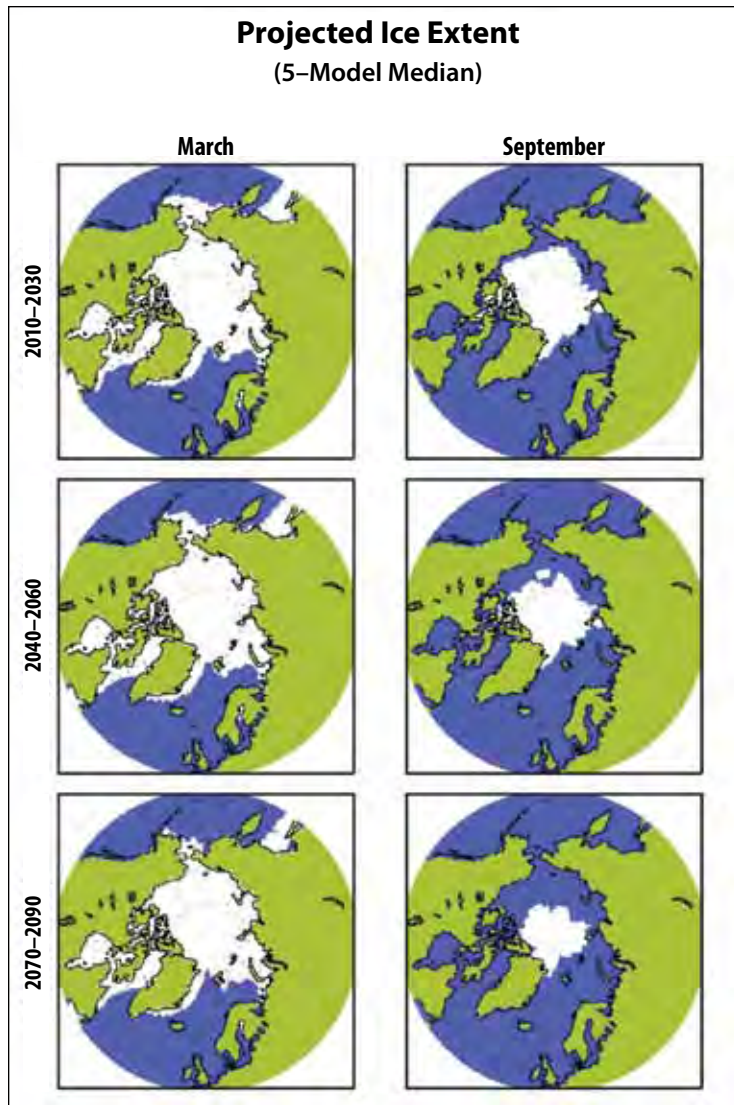 Projected Ice Extent
(5–Model Median)
March
September
2010–2030
2040–2060
2070–2090